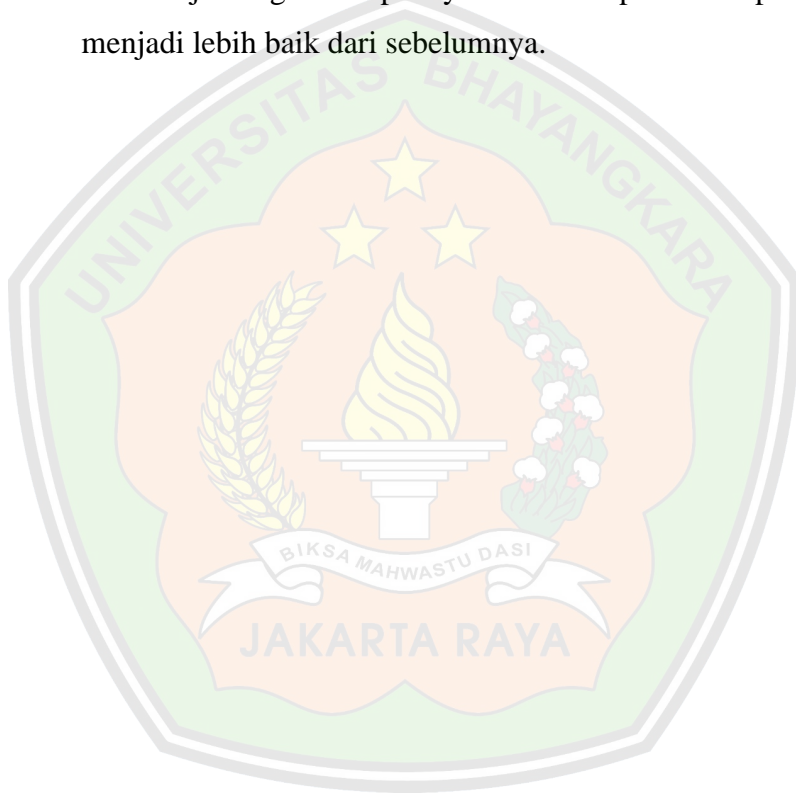 menjadi lebih baik dari sebelumnya.
UNIVERSITAS BHAYANGKARA
BIKSA MAHWASTU DASI
JAKARTA RAYA